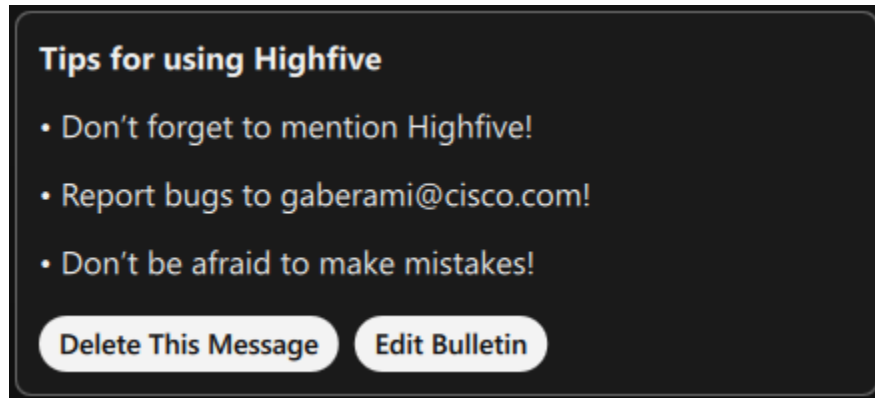 Tips for using Highfive
• Don’t forget to mention Highfive!
• Report bugs to gaberami@cisco.com!
• Don’t be afraid to make mistakes!
Delete This Message Edit Bulletin